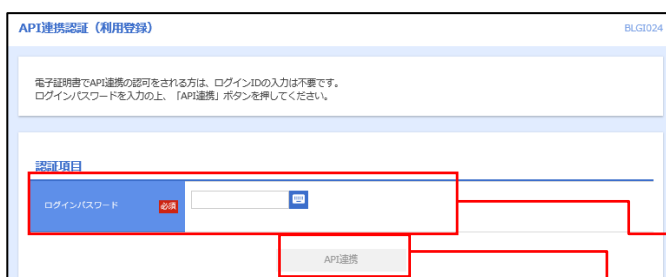 API連携認証（利用登録）
BLGI024
電子証明書でAPI連携の認可をされる方は、ログインIDの入力は不要です。
ログインパスワードを入力の上、「API連携」ボタンを押してください。
認証項目
ログインパスワード
必須
API連携